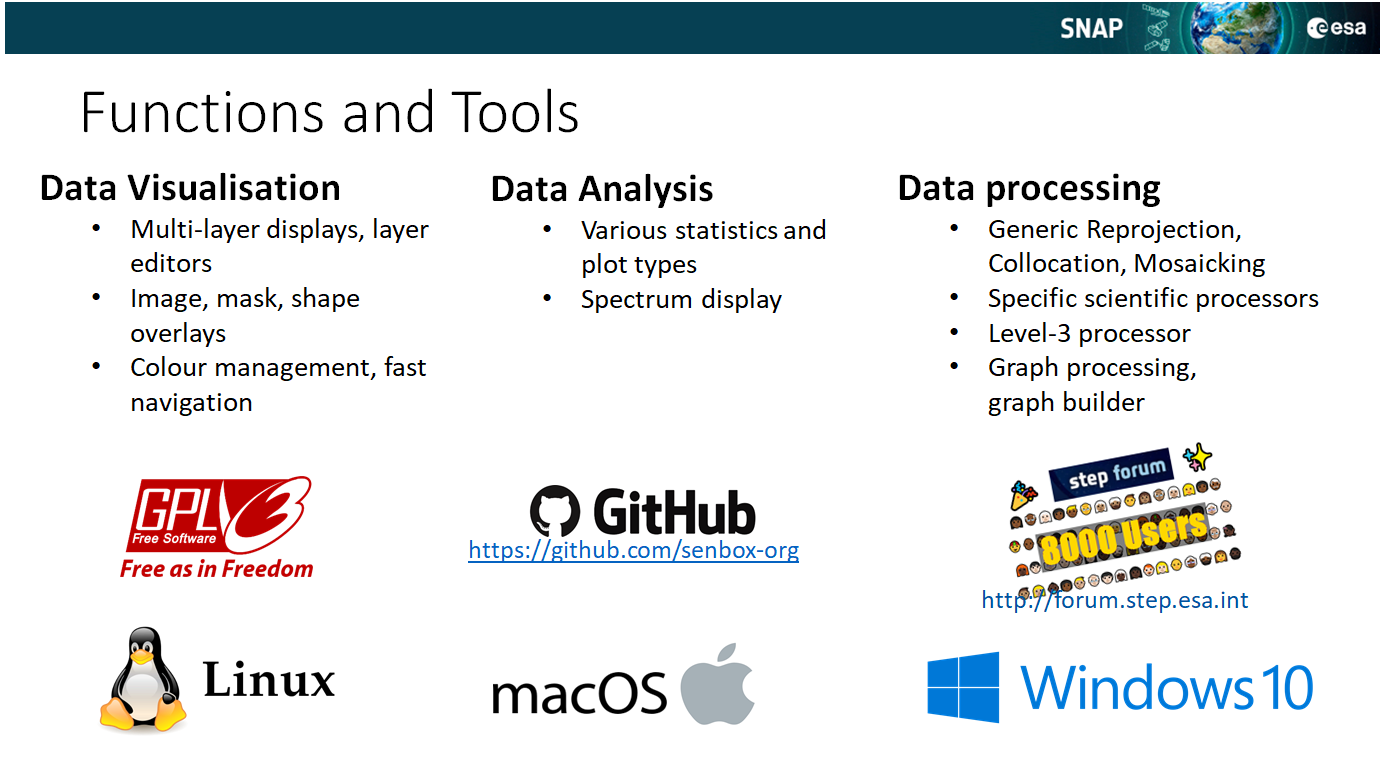 SNAP
esa
Functions and Tools
Data Visualisation
• Multi-layer displays, layer
editors
• Image, mask, shape
overlays
• Colour management, fast
navigation
Data Analysis
• Various statistics and
plot types
• Spectrum display
Data processing
• Generic Reprojection,
Collocation, Mosaicking
• Specific scientific processors
• Level-3 processor
• Graph processing,
graph builder
GPL 3
Free Software
Free as in Freedom
GitHub
https://github.com/senbox-org
step forum
8000 Users
http://forum.step.esa.int
Linux
macOS
Windows 10